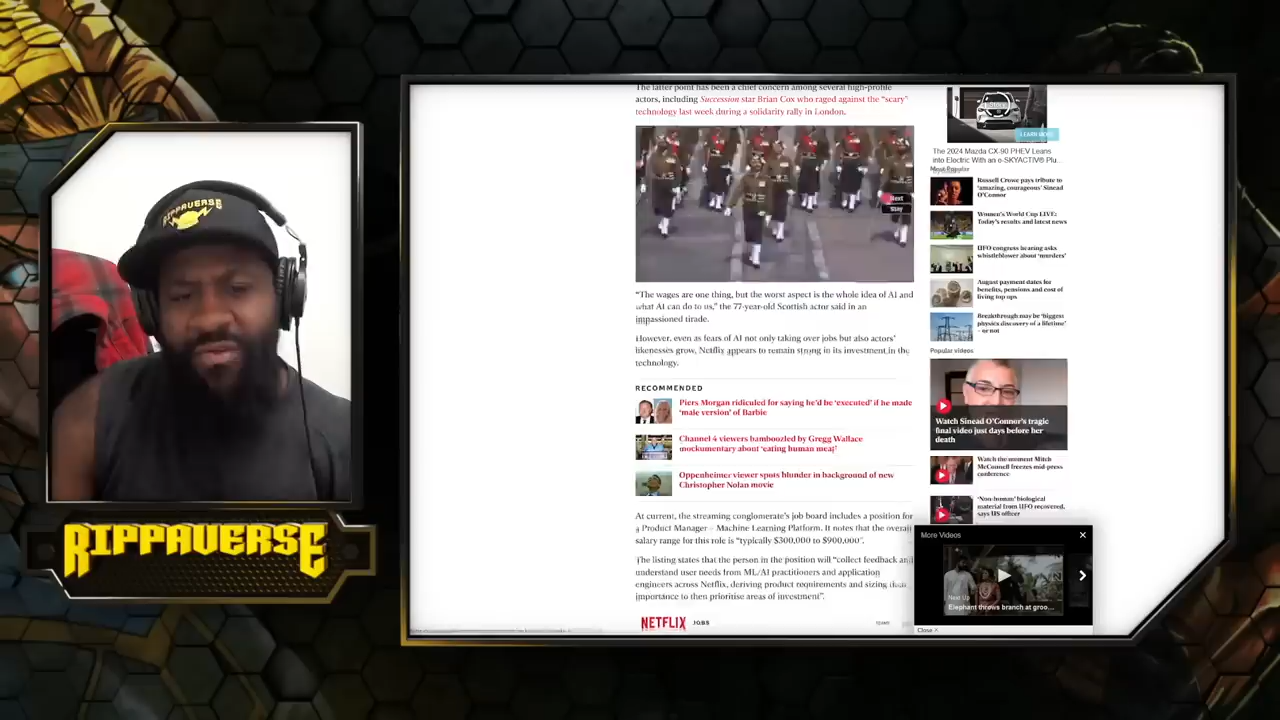 RIPPAVERSE
RIPPAVERSE
The latter point has been a chief concern among several high-profile
actors, including Succession star Brian Cox who raged against the "scary"
technology last week during a solidarity rally in London.
Next
Stay
"The wages are one thing, but the worst aspect is the whole idea of AI and
what AI can do to us," the 77-year-old Scottish actor said in an
impassioned tirade.
However, even as fears of AI not only taking over jobs but also actors'
likenesses grow, Netflix appears to remain strong in its investment in the
technology.
RECOMMENDED
Piers Morgan ridiculed for saying he'd be 'executed' if he made
'male version' of Barbie
Channel 4 viewers bamboozled by Gregg Wallace
mockumentary about 'eating human meat'
Oppenheimer viewer spots blunder in background of new
Christopher Nolan movie
At current, the streaming conglomerate's job board includes a position for
a Product Manager – Machine Learning Platform. It notes that the overall
salary range for this role is "typically $300,000 to $900,000".
The listing states that the person in the position will "collect feedback and
understand user needs from ML/AI practitioners and application
engineers across Netflix, deriving product requirements and sizing their
importance to then prioritise areas of investment".
NETFLIX JOBS
LEARN MORE
The 2024 Mazda CX-90 PHEV Leans
into Electric With an e-SKYACTIV® Plu...
Most Popular
Russell Crowe pays tribute to
'amazing, courageous' Sinead
O'Connor
Women's World Cup LIVE:
Today's results and latest news
UFO congress hearing asks
whistleblower about 'murders'
August payment dates for
benefits, pensions and cost of
living top ups
Breakthrough may be 'biggest
physics discovery of a lifetime'
– or not
Popular videos
Watch Sinead O'Connor's tragic
final video just days before her
death
Watch the moment Mitch
McConnell freezes mid-press
conference
'Non-human' biological
material from UFO recovered,
says US officer
More Videos
Next Up
Elephant throws branch at groo...
Close